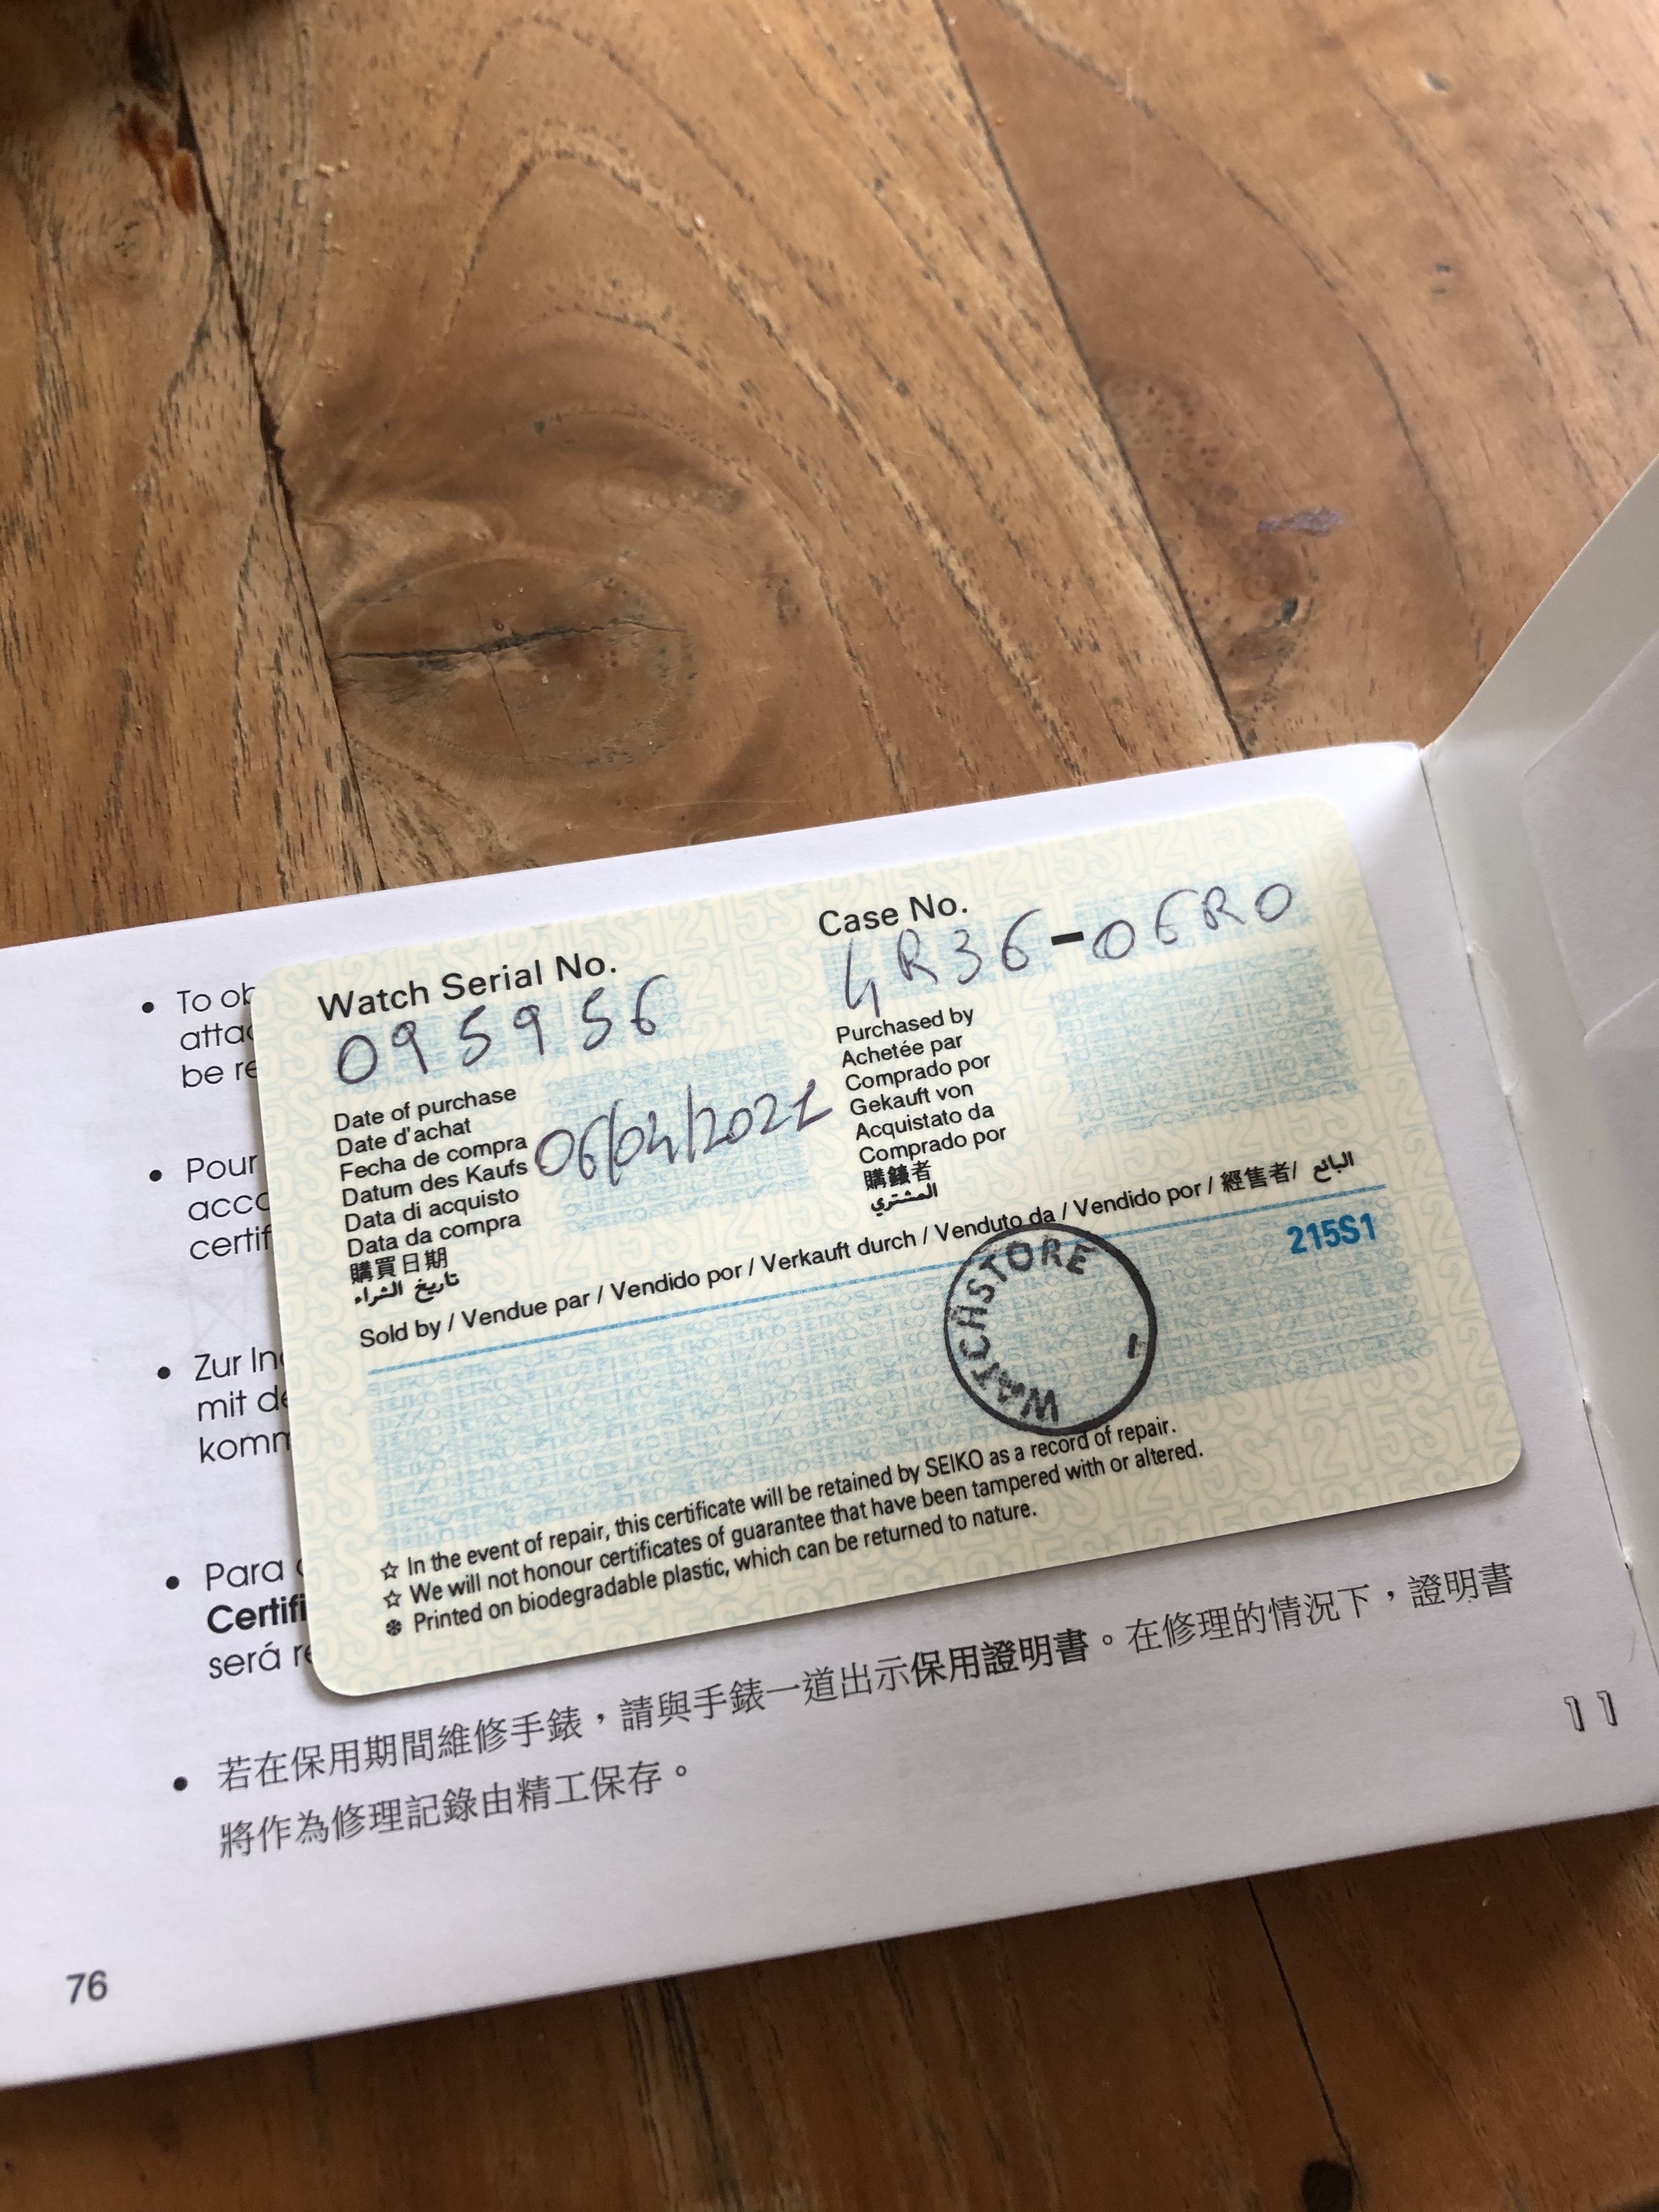 Watch Serial No.
095956
Case No.
4R36-06R0
Date of purchase
Date d'achat
Fecha de compra
Datum des Kaufs
Data di acquisto
Data da compra
購買日期
تاريخ الشراء
06/04/2021
Purchased by
Achetée par
Comprado por
Gekauft von
Acquistato da
Comprado por
購錶者
المشتري
Sold by / Vendue par / Vendido por / Verkauft durch / Venduto da / Vendido por / 經售者/ البائع
215S1
WATCHSTORE
☆ In the event of repair, this certificate will be retained by SEIKO as a record of repair.
☆ We will not honour certificates of guarantee that have been tampered with or altered.
❆ Printed on biodegradable plastic, which can be returned to nature.
• To ob
attac
be re
• Pour
acco
certif
• Zur In
mit de
komm
• Para
Certifi
será re
• 若在保用期間維修手錶，請與手錶一道出示保用證明書。在修理的情況下，證明書
將作為修理記錄由精工保存。
76
11